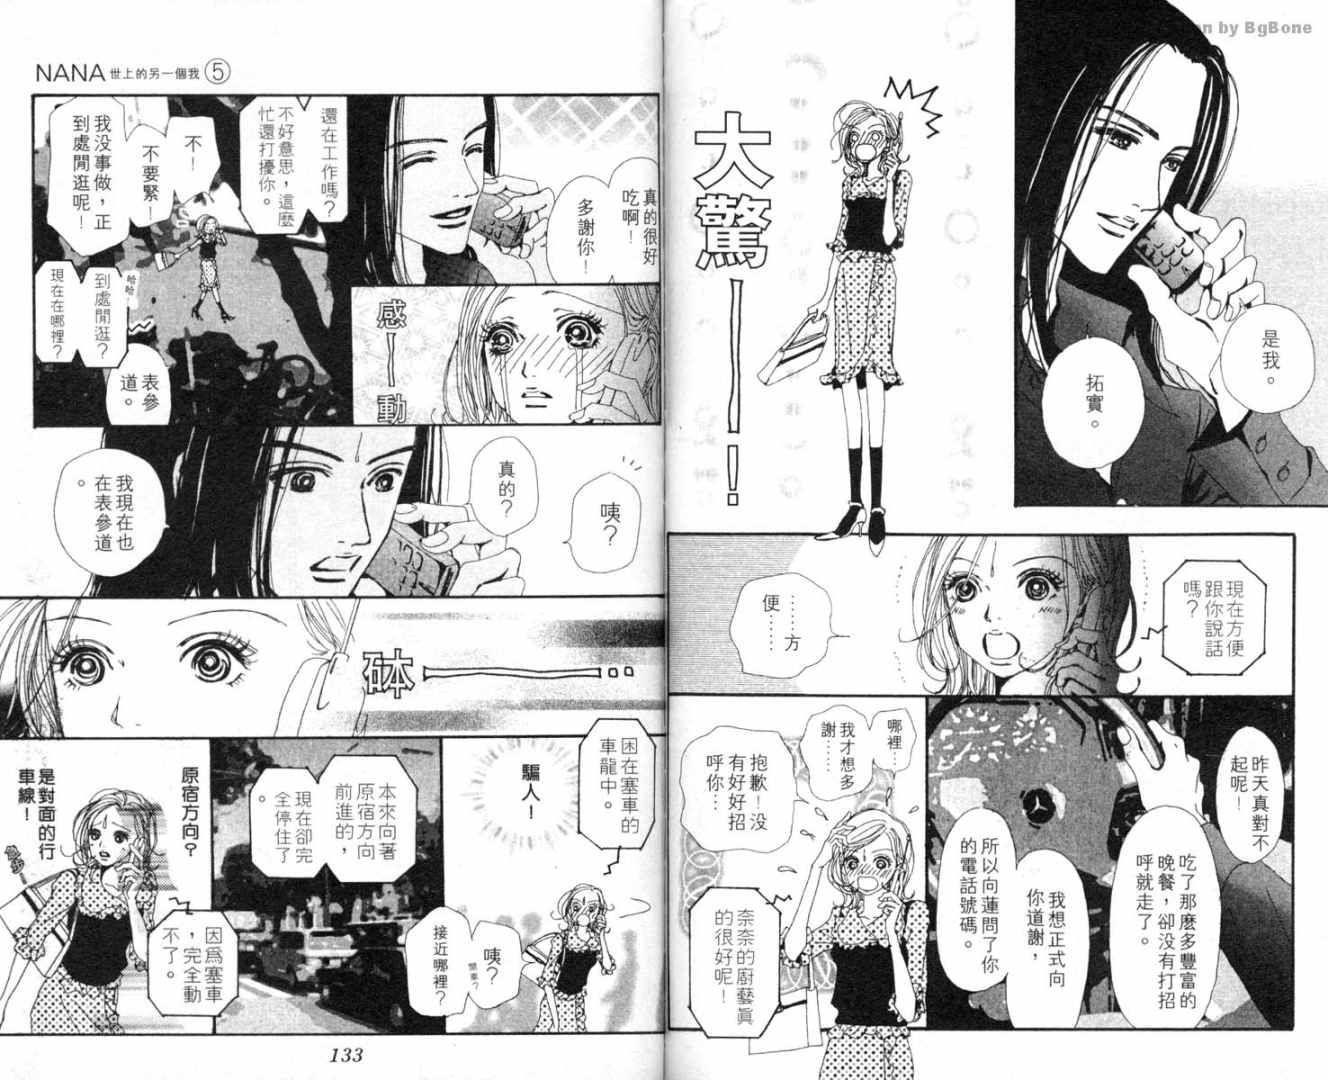 an by BgBone
是我。
拓實。
大驚——！
現在方便
跟你說話
嗎？
……方
便……
昨天真對不
起呢！
吃了那麼多豐富的
晚餐，卻没有打招
呼就走了。
我想正式向
你道謝，
所以向蓮問了你
的電話號碼。
哪裡…
我才想多
謝……
抱歉！没
有好好招
呼你…
奈奈的廚藝真
的很好呢！
NANA 世上的另一個我 ⑤
真的很好
吃啊！
多謝你！
還在工作嗎？
不好意思，這麼
忙還打擾你。
不！
不要緊！
我没事做，正
到處閒逛呢！
感——動
哈哈！
到處閒逛？
現在在哪裡？
表參
道。
咦？
真的？
我現在也
在表參道
。
砵——…
困在塞車的
車龍中。
騙人！
咦？
開車？
接近哪裡？
本來向著
原宿方向
前進的，
現在卻完
全停住了
。
原宿方向？
因爲塞車
，完全動
不了。
是對面的行
車線！
133